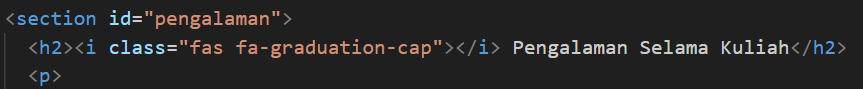 <section id="pengalaman">
<h2><i class="fas fa-graduation-cap"></i> Pengalaman Selama Kuliah</h2>
<p>